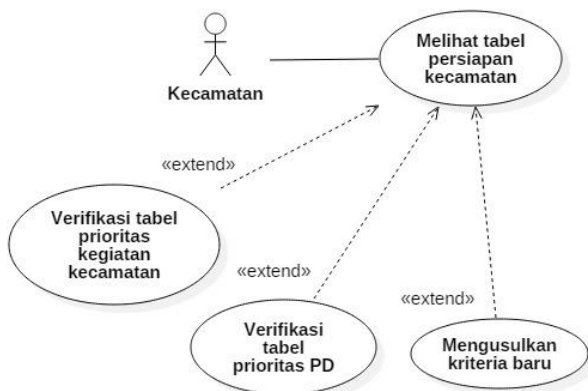 Melihat tabel
persiapan
kecamatan
Kecamatan
«extend»
Verifikasi tabel
prioritas
kegiatan
kecamatan
«extend»
Verifikasi
tabel
prioritas PD
«extend»
Mengusulkan
kriteria baru